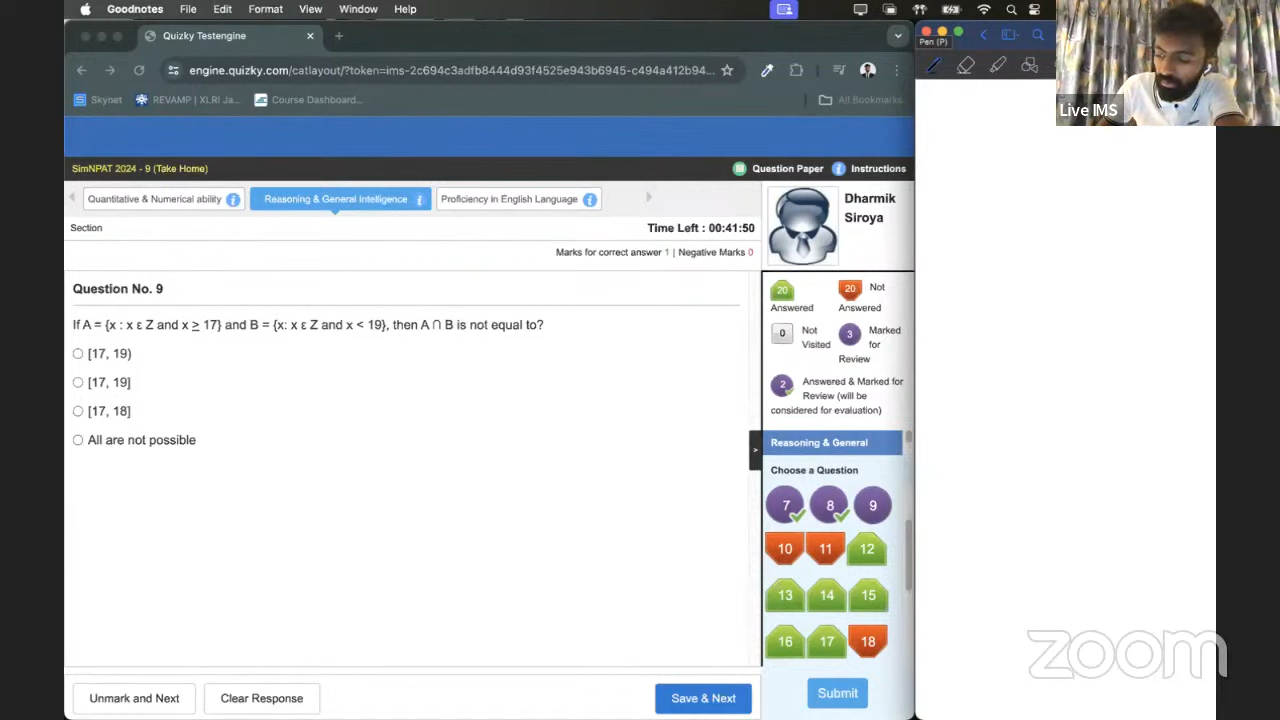 Goodnotes File Edit Format View Window Help
Quizky Testengine
Pen (P)
engine.quizky.com/catlayout/?token=ims-2c694c3adfb8444d93f4525e943b6945-c494a412b94...
Skynet REVAMP | XLRI Ja... Course Dashboard... All Bookmarks
Live IMS
SimNPAT 2024 - 9 (Take Home) Question Paper Instructions
Quantitative & Numerical ability Reasoning & General Intelligence Proficiency in English Language
Dharmik
Siroya
Section Time Left : 00:41:50
Marks for correct answer 1 | Negative Marks 0
Question No. 9
If A = {x : x ε Z and x ≥ 17} and B = {x: x ε Z and x < 19}, then A ∩ B is not equal to?
[17, 19)
[17, 19]
[17, 18]
All are not possible
20 Answered
20 Not Answered
0 Not Visited
3 Marked for Review
2 Answered & Marked for Review (will be considered for evaluation)
Reasoning & General
Choose a Question
7 8 9
10 11 12
13 14 15
16 17 18
Unmark and Next Clear Response Save & Next Submit
zoom